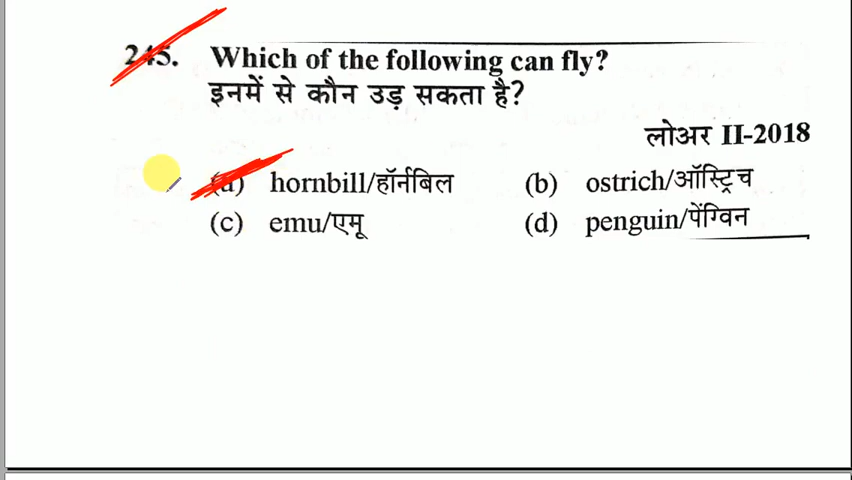 245. Which of the following can fly?
इनमें से कौन उड़ सकता है?
लोअर II-2018
(a) hornbill/हॉर्नबिल (b) ostrich/ऑस्ट्रिच
(c) emu/एमू (d) penguin/पेंग्विन